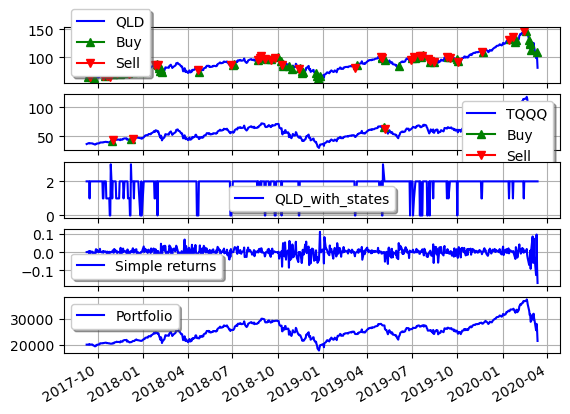 QLD
Buy
Sell
150
100
TQQQ
Buy
Sell
100
50
2
0
QLD_with_states
0.1
0.0
−0.1
Simple returns
Portfolio
30000
20000
2017-10
2018-01
2018-04
2018-07
2018-10
2019-01
2019-04
2019-07
2019-10
2020-01
2020-04